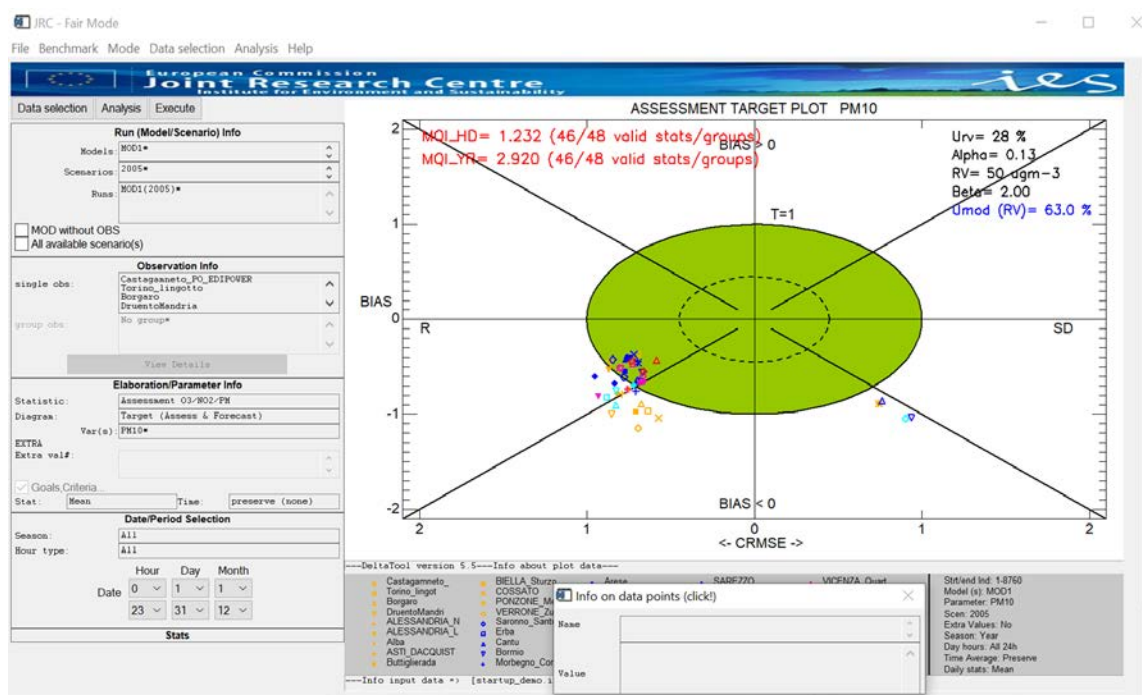 JRC - Fair Mode
File Benchmark Mode Data selection Analysis Help
European Commission
Joint Research Centre
Institute for Environment and Sustainability
ies
Data selection Analysis Execute
Run (Model/Scenario) Info
Models: MOD1*
Scenarios: 2005*
Runs: MOD1(2005)*
MOD without OBS
All available scenario(s)
Observation Info
single obs: Castagamneto_PO_EDIPOWER
Torino_lingotto
Borgaro
DruentoMandria
group obs: No group*
View Details
Elaboration/Parameter Info
Statistic: Assessment O3/NO2/PM
Diagram: Target (Assess & Forecast)
Var(s): PM10*
EXTRA
Extra val#:
Goals,Criteria...
Stat: Mean Time: preserve (none)
Date/Period Selection
Season: All
Hour type: All
Hour Day Month
Date 0 1 1
23 31 12
Stats
ASSESSMENT TARGET PLOT PM10
MQI_HD= 1.232 (46/48 valid stats/groups)
MQI_YR= 2.920 (46/48 valid stats/groups)
BIAS > 0
Urv= 28 %
Alpha= 0.13
RV= 50 ugm-3
Beta= 2.00
Umod (RV)= 63.0 %
T=1
2
1
BIAS
0
R
SD
-1
-2
BIAS < 0
2 1 0 1 2
<- CRMSE ->
---DeltaTool version 5.5---Info about plot data---
Castagamneto_
Torino_lingot
Borgaro
DruentoMandri
ALESSANDRIA_N
ALESSANDRIA_L
Alba
ASTI_DACQUIST
Buttiglierada
BIELLA_Sturzo
COSSATO
PONZONE_M
VERRONE_Zu
Saronno_Sant
Erba
Cantu
Bormio
Morbegno_Cor
Arese
SAREZZO
VICENZA_Quart
Info on data points (click!)
Name
Value
Strt/end Ind: 1-8760
Model (s): MOD1
Parameter: PM10
Scen: 2005
Extra Values: No
Season: Year
Day hours: All 24h
Time Average: Preserve
Daily stats: Mean
---Info input data *) [startup_demo.i